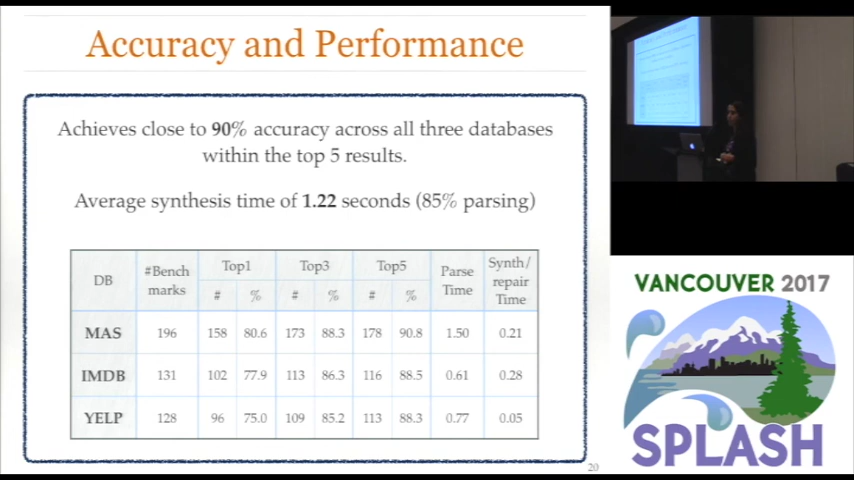 Accuracy and Performance
Achieves close to 90% accuracy across all three databases
within the top 5 results.
Average synthesis time of 1.22 seconds (85% parsing)
DB #Bench marks Top1 Top3 Top5 Parse Time Synth/ repair Time
# % # % # %
MAS 196 158 80.6 173 88.3 178 90.8 1.50 0.21
IMDB 131 102 77.9 113 86.3 116 88.5 0.61 0.28
YELP 128 96 75.0 109 85.2 113 88.3 0.77 0.05
20
VANCOUVER 2017
SPLASH